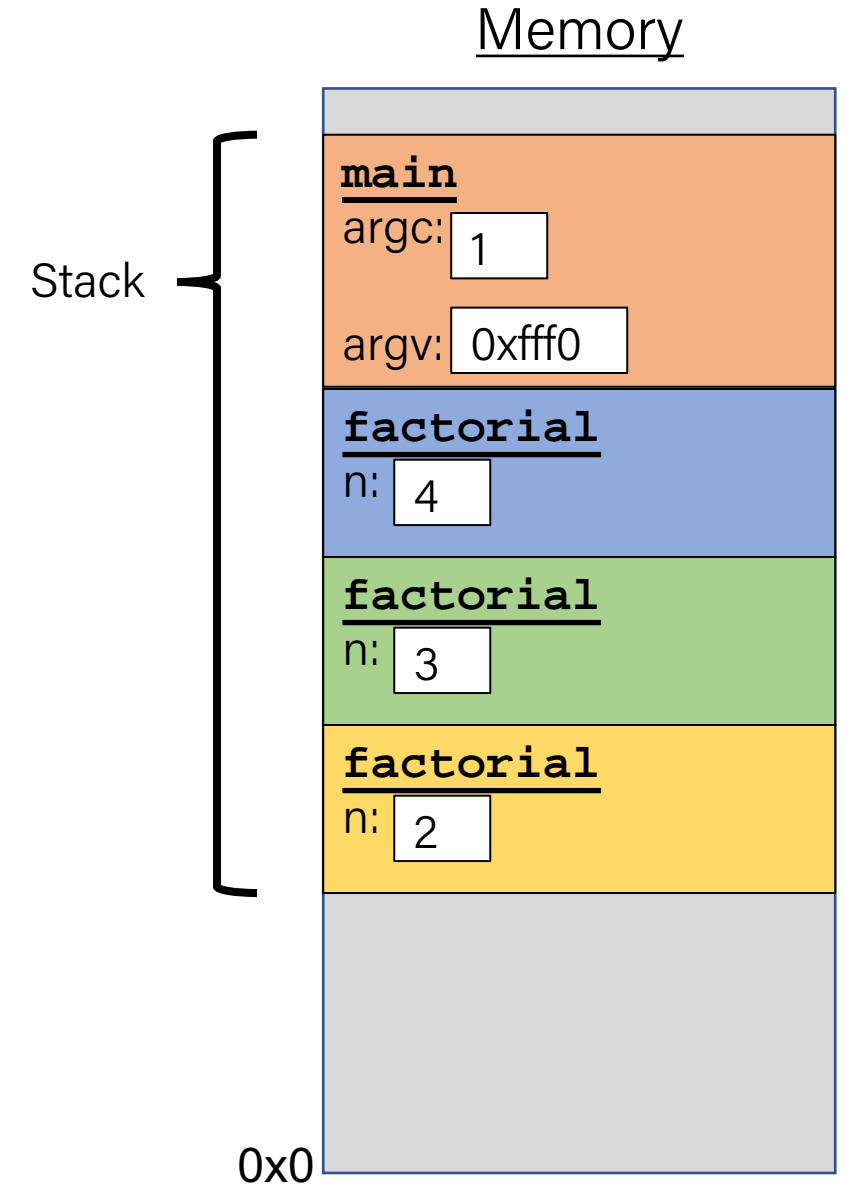 Memory
Stack
main
argc: 1
argv: 0xfff0
factorial
n: 4
factorial
n: 3
factorial
n: 2
0x0